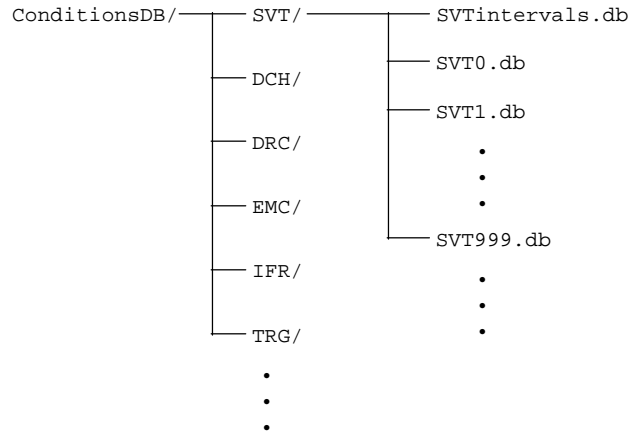 ConditionsDB/ SVT/ SVTintervals.db
SVT0.db
DCH/
SVT1.db
DRC/
EMC/
SVT999.db
IFR/
TRG/